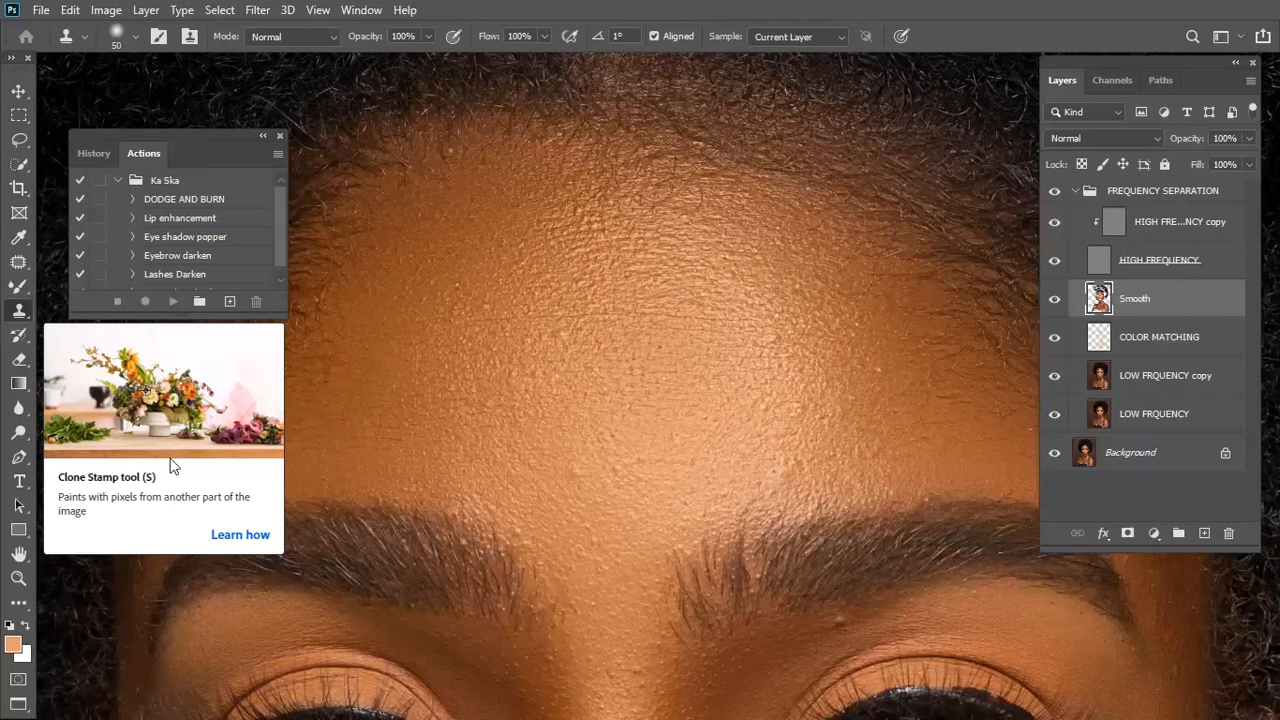 Ps File Edit Image Layer Type Select Filter 3D View Window Help
50 Mode: Normal Opacity: 100% Flow: 100% 1° Aligned Sample: Current Layer
History Actions
Ka Ska
DODGE AND BURN
Lip enhancement
Eye shadow popper
Eyebrow darken
Lashes Darken
Clone Stamp tool (S)
Paints with pixels from another part of the
image
Learn how
Layers Channels Paths
Kind
Normal Opacity: 100%
Lock: Fill: 100%
FREQUENCY SEPARATION
HIGH FRE...NCY copy
HIGH FREQUENCY
Smooth
COLOR MATCHING
LOW FRQUENCY copy
LOW FRQUENCY
Background